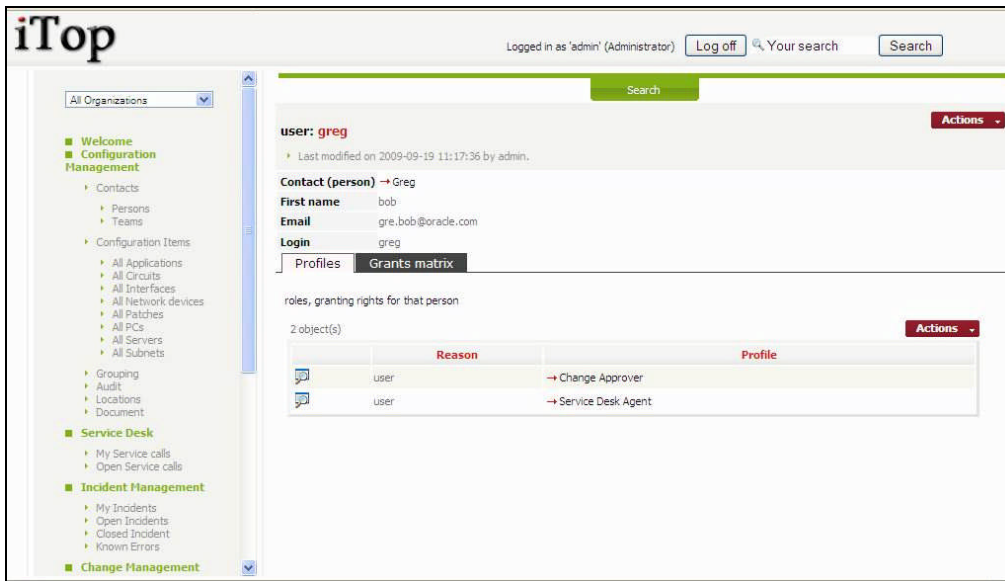 iTop
Logged in as 'admin' (Administrator) Log off Your search Search
All Organizations
Welcome
Configuration
Management
Contacts
Persons
Teams
Configuration Items
All Applications
All Circuits
All Interfaces
All Network devices
All Patches
All PCs
All Servers
All Subnets
Grouping
Audit
Locations
Document
Service Desk
My Service calls
Open Service calls
Incident Management
My Incidents
Open Incidents
Closed Incident
Known Errors
Change Management
Search
Actions
user: greg
Last modified on 2009-09-19 11:17:36 by admin.
Contact (person) → Greg
First name bob
Email gre.bob@oracle.com
Login greg
Profiles Grants matrix
roles, granting rights for that person
2 object(s) Actions
Reason Profile
user → Change Approver
user → Service Desk Agent